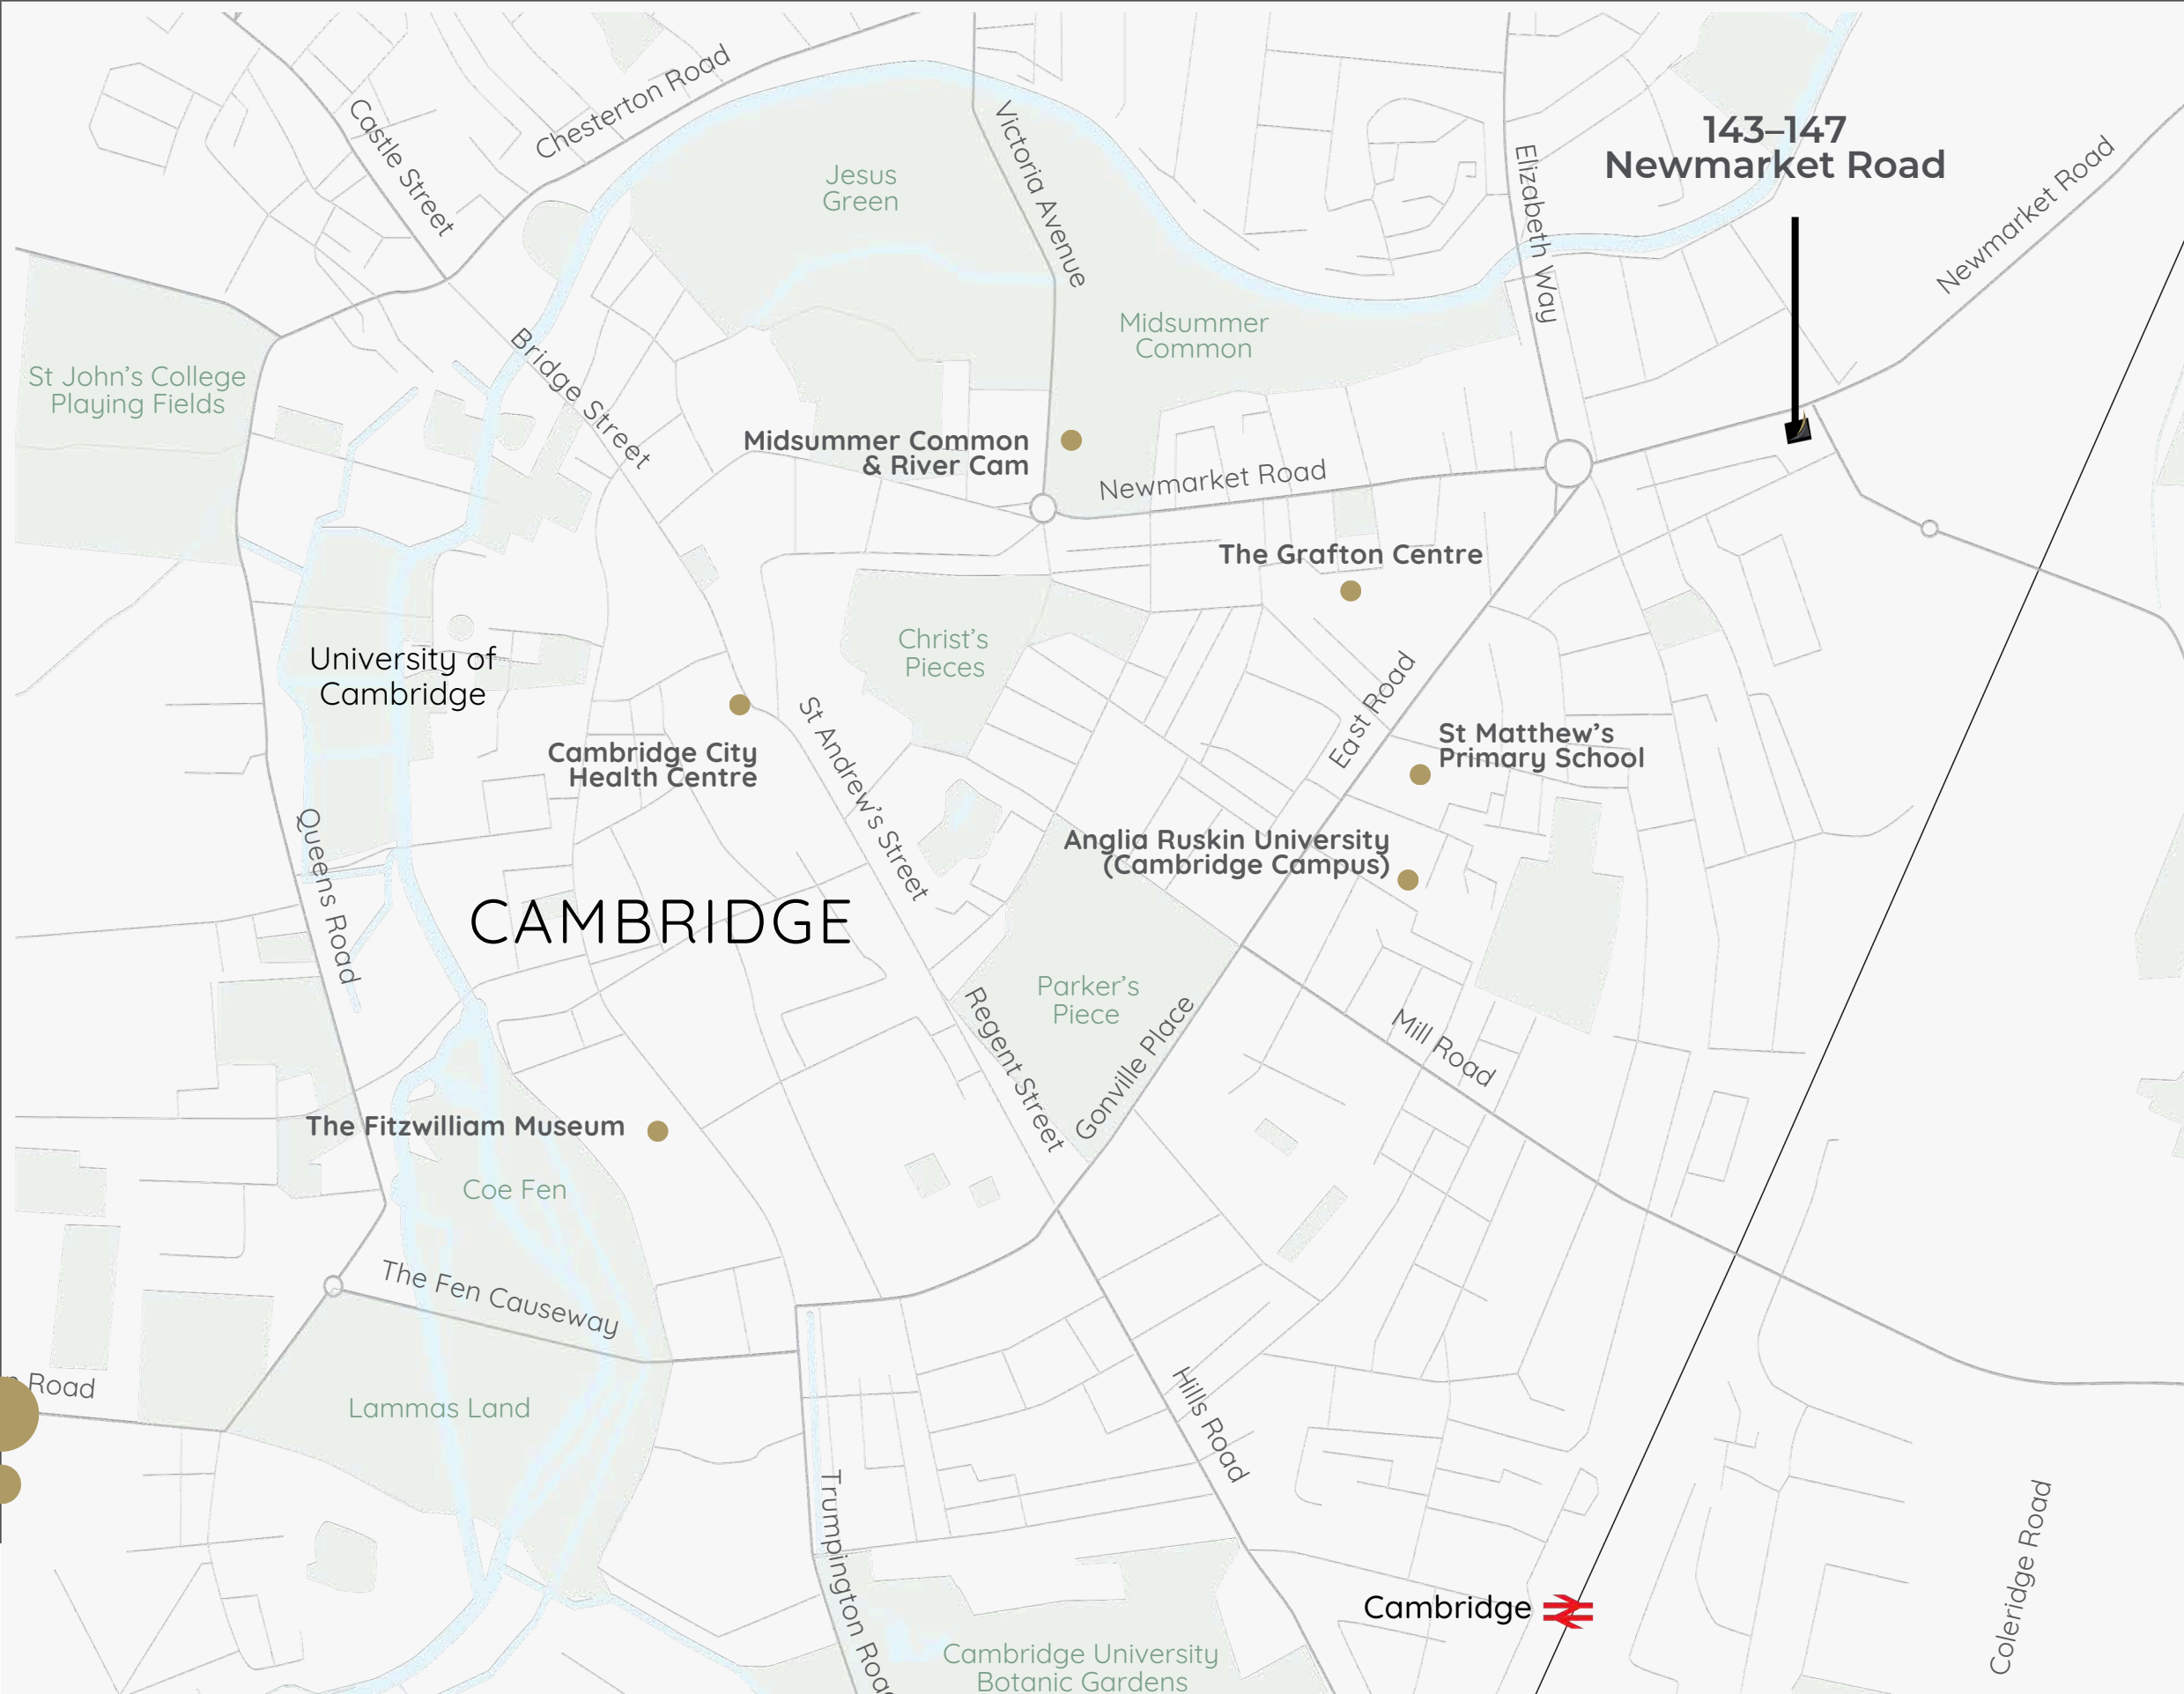 Chesterton Road
Castle Street
Victoria Avenue
Elizabeth Way
143–147
Newmarket Road
Newmarket Road
Jesus
Green
Midsummer
Common
Bridge Street
St John's College
Playing Fields
Midsummer Common
& River Cam
Newmarket Road
The Grafton Centre
Christ's
Pieces
University of
Cambridge
East Road
St Andrew's Street
Cambridge City
Health Centre
St Matthew's
Primary School
Queens Road
Anglia Ruskin University
(Cambridge Campus)
CAMBRIDGE
Parker's
Piece
Regent Street
Gonville Place
Mill Road
The Fitzwilliam Museum
Coe Fen
The Fen Causeway
Road
Lammas Land
Hills Road
Trumpington Road
Coleridge Road
Cambridge
Cambridge University
Botanic Gardens